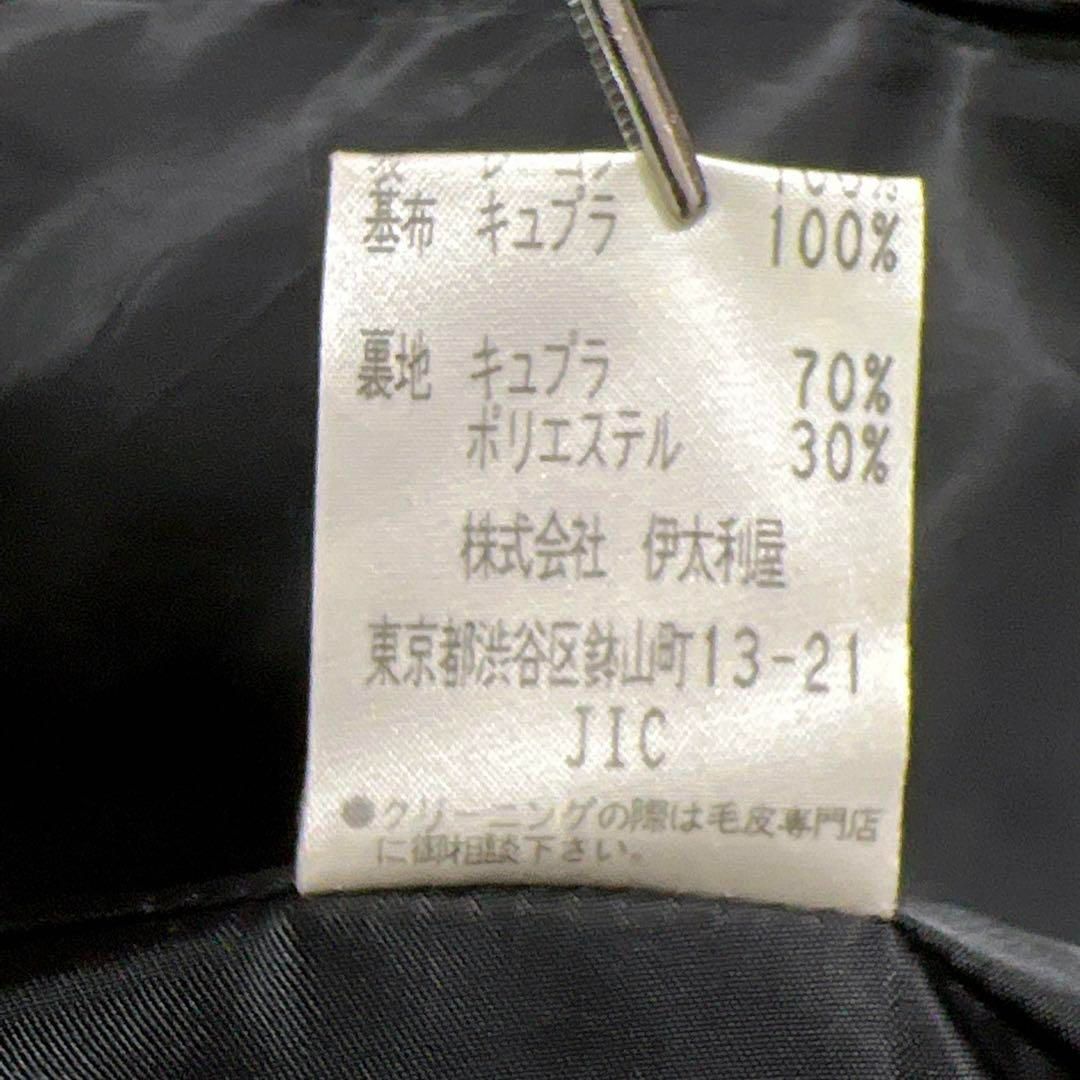 基布 キュプラ 100%
裏地 キュプラ 70%
ポリエステル 30%
株式会社 伊太利屋
東京都渋谷区鉢山町13-21
JIC
●クリーニングの際は毛皮専門店
に御相談下さい。